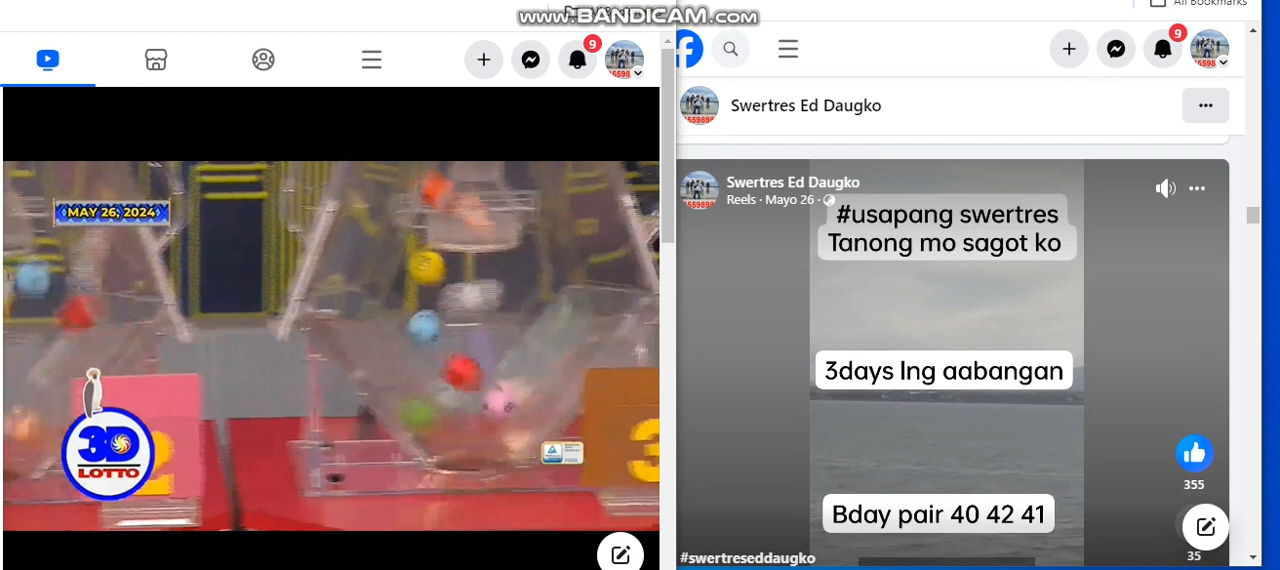 www.BANDICAM.com
All Bookmarks
9
MAY 26, 2024
3D
LOTTO
2
3
9
Swertres Ed Daugko
Swertres Ed Daugko
Reels · Mayo 26 ·
#usapang swertres
Tanong mo sagot ko
3days lng aabangan
Bday pair 40 42 41
355
35
#swertreseddaugko